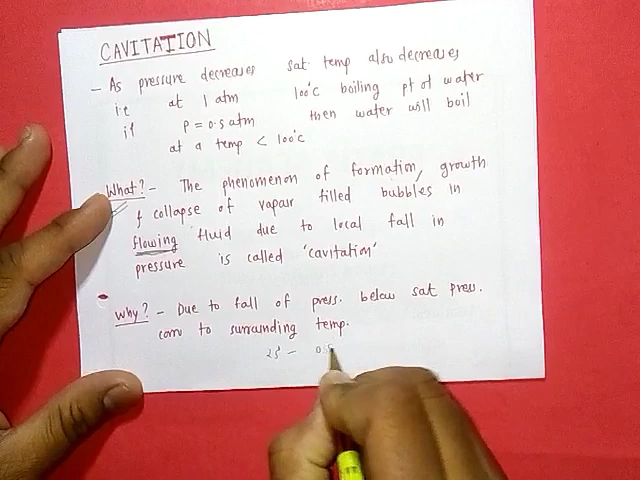 CAVITATION
- As pressure decreases sat temp also decreases
i.e at 1 atm 100°C boiling pt of water
if P = 0.5 atm then water will boil
at a temp < 100°C
What? - The phenomenon of formation, growth
& collapse of vapour filled bubbles in
flowing fluid due to local fall in
pressure is called 'cavitation'
Why? - Due to fall of press. below sat press.
corr to surrounding temp.
25° -